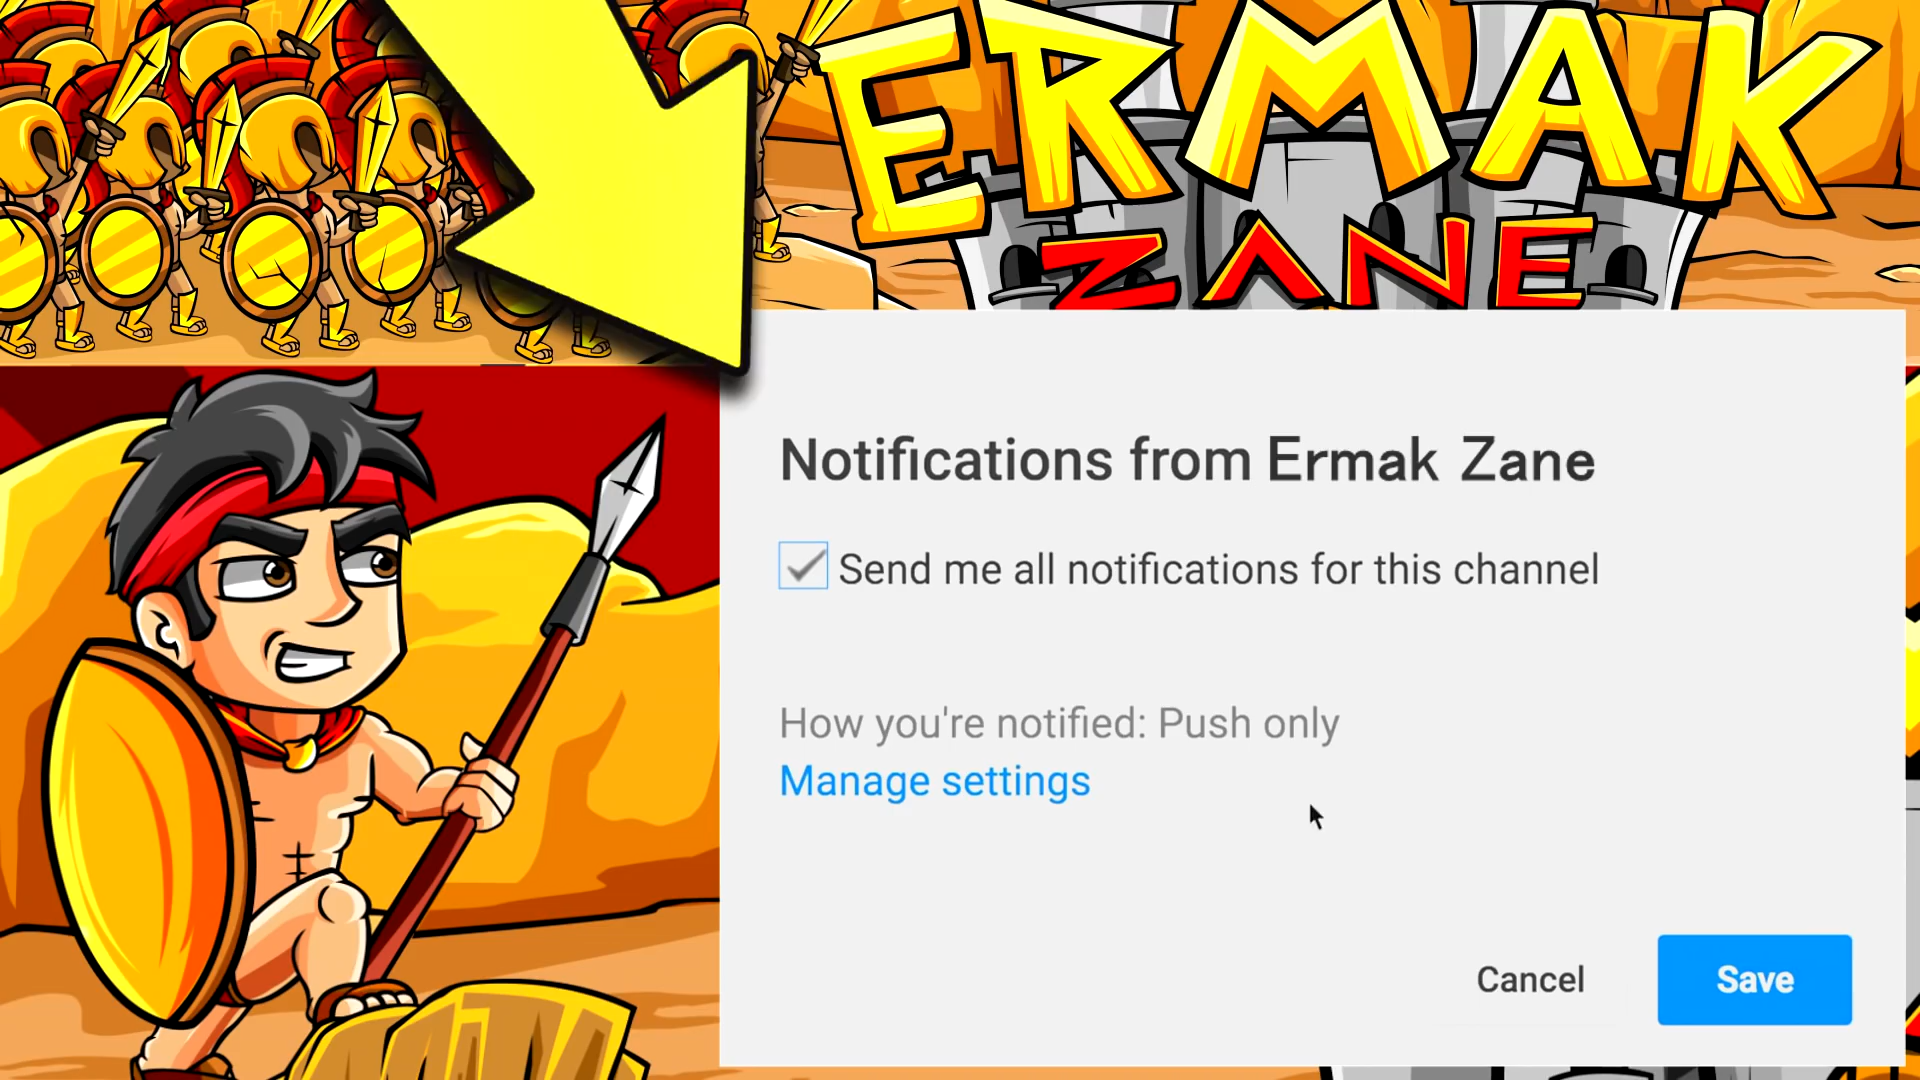 ERMAK
ZANE
Notifications from Ermak Zane
Send me all notifications for this channel
How you're notified: Push only
Manage settings
Cancel
Save